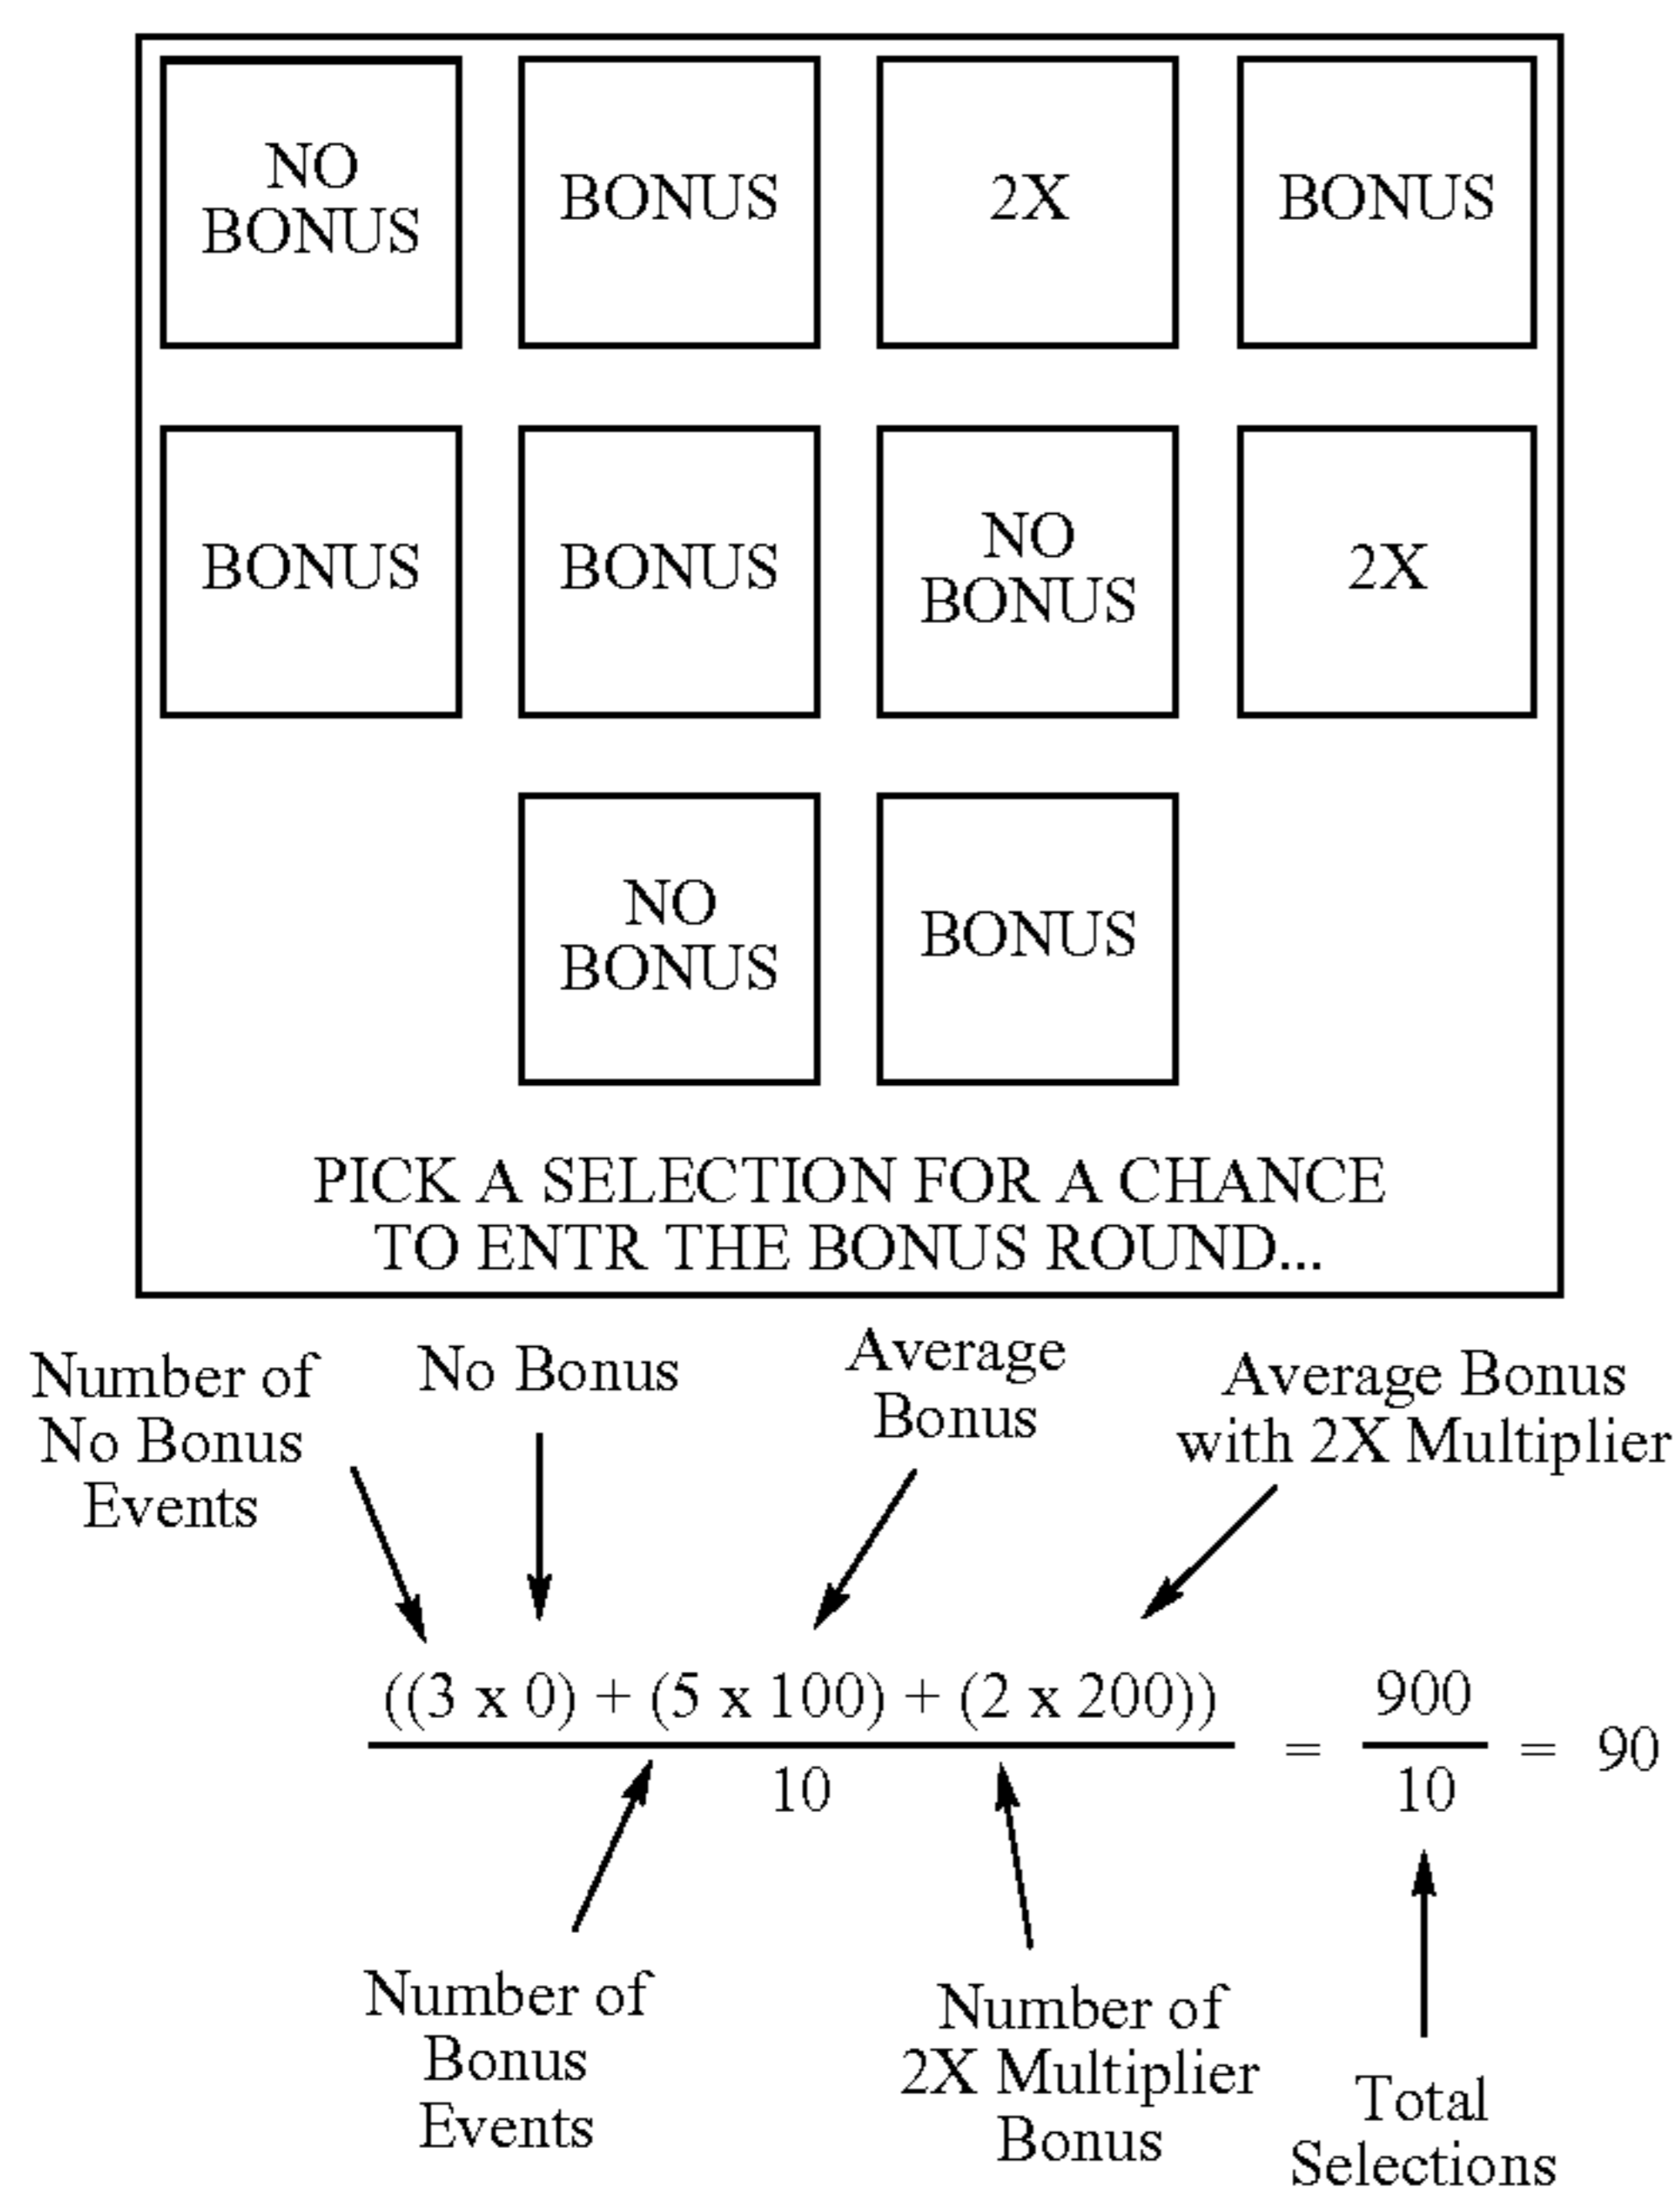 NO
BONUS
BONUS
2X
BONUS
BONUS
BONUS
NO
BONUS
2X
NO
BONUS
BONUS
PICK A SELECTION FOR A CHANCE
TO ENTR THE BONUS ROUND...
Number of
No Bonus
Events
No Bonus
Average
Bonus
Average Bonus
with 2X Multiplier
((3 x 0) + (5 x 100) + (2 x 200))
10
=
900
10
= 90
Number of
Bonus
Events
Number of
2X Multiplier
Bonus
Total
Selections